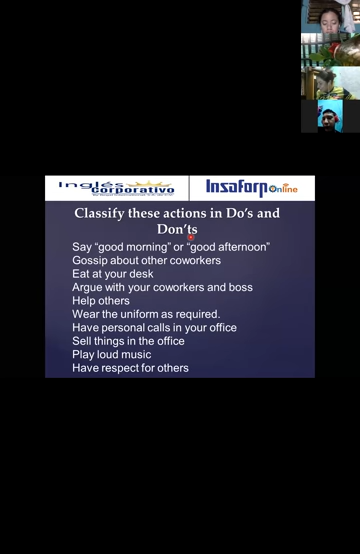 Inglés
Corporativo
Insaforp Online
Classify these actions in Do's and
Don'ts
Say "good morning" or "good afternoon"
Gossip about other coworkers
Eat at your desk
Argue with your coworkers and boss
Help others
Wear the uniform as required.
Have personal calls in your office
Sell things in the office
Play loud music
Have respect for others